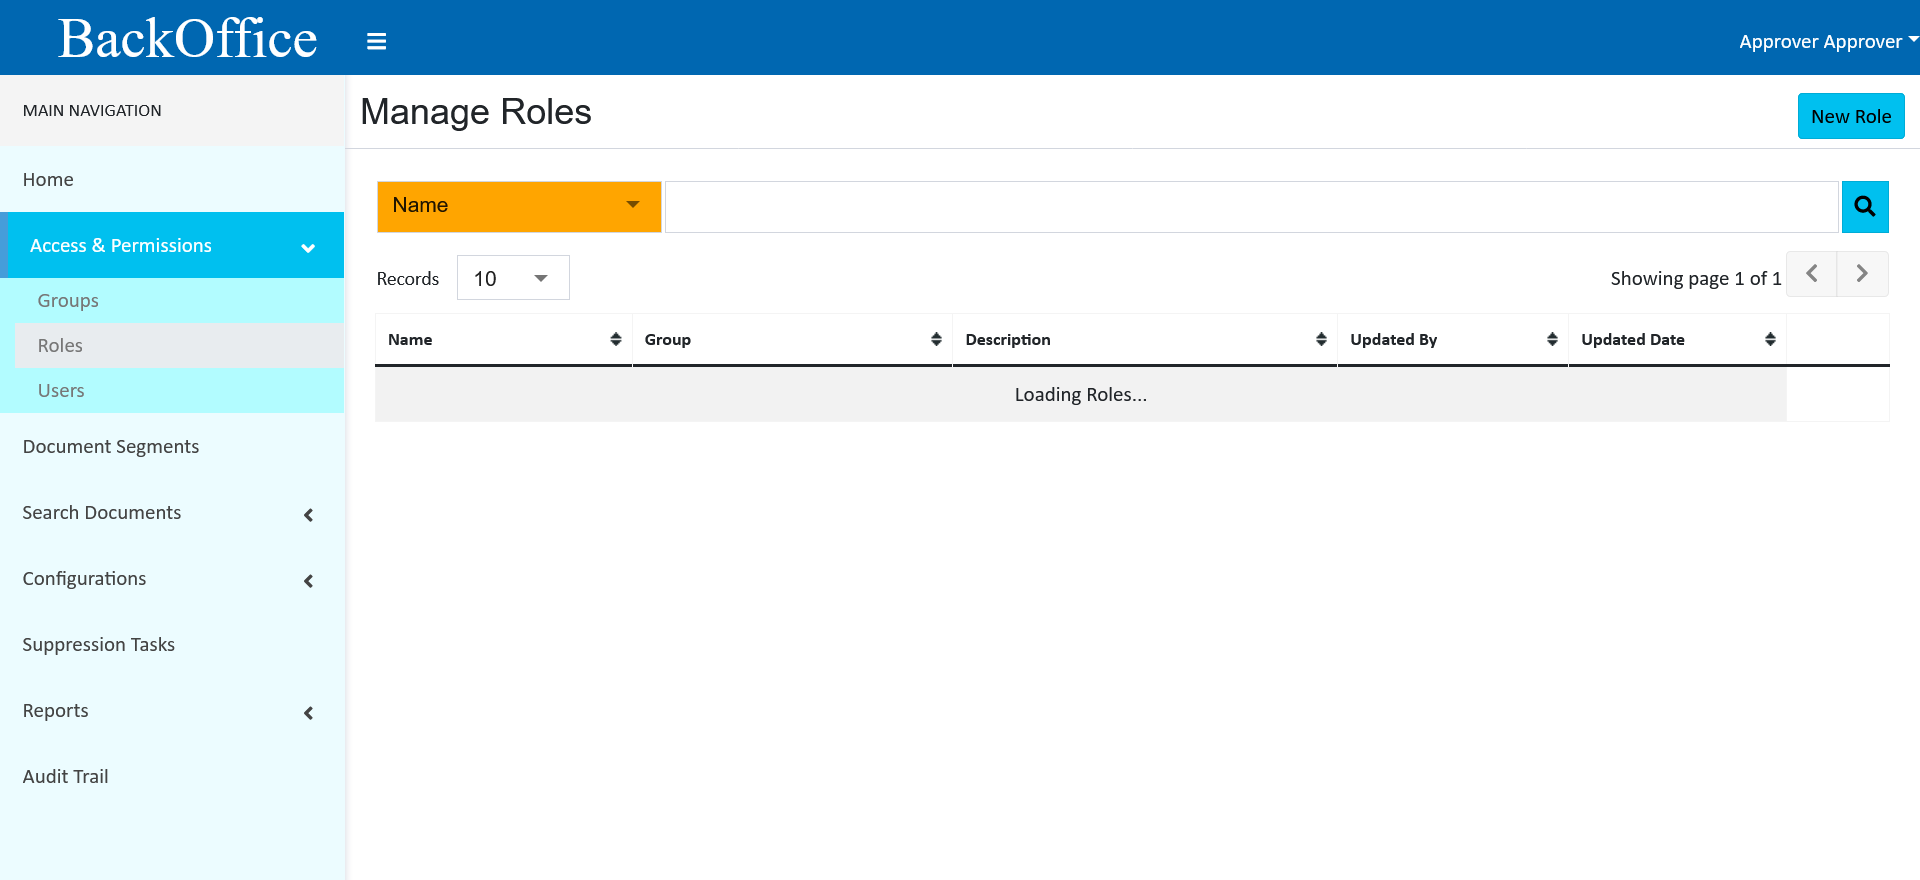 BackOffice
Approver Approver
MAIN NAVIGATION
Home
Access & Permissions
Groups
Roles
Users
Document Segments
Search Documents
Configurations
Suppression Tasks
Reports
Audit Trail
Manage Roles
New Role
Name
Records 10
Showing page 1 of 1
Name Group Description Updated By Updated Date
Loading Roles...